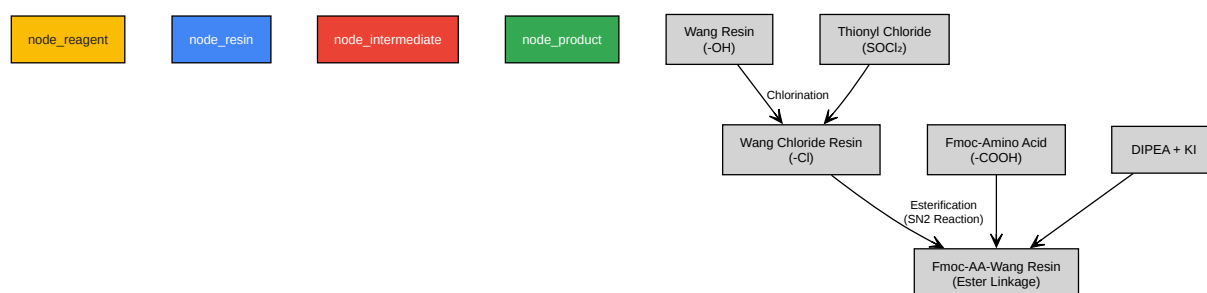 node_reagent
node_resin
node_intermediate
node_product
Wang Resin
(-OH)
Thionyl Chloride
(SOCl₂)
Chlorination
Wang Chloride Resin
(-Cl)
Fmoc-Amino Acid
(-COOH)
DIPEA + KI
Esterification
(SN2 Reaction)
Fmoc-AA-Wang Resin
(Ester Linkage)